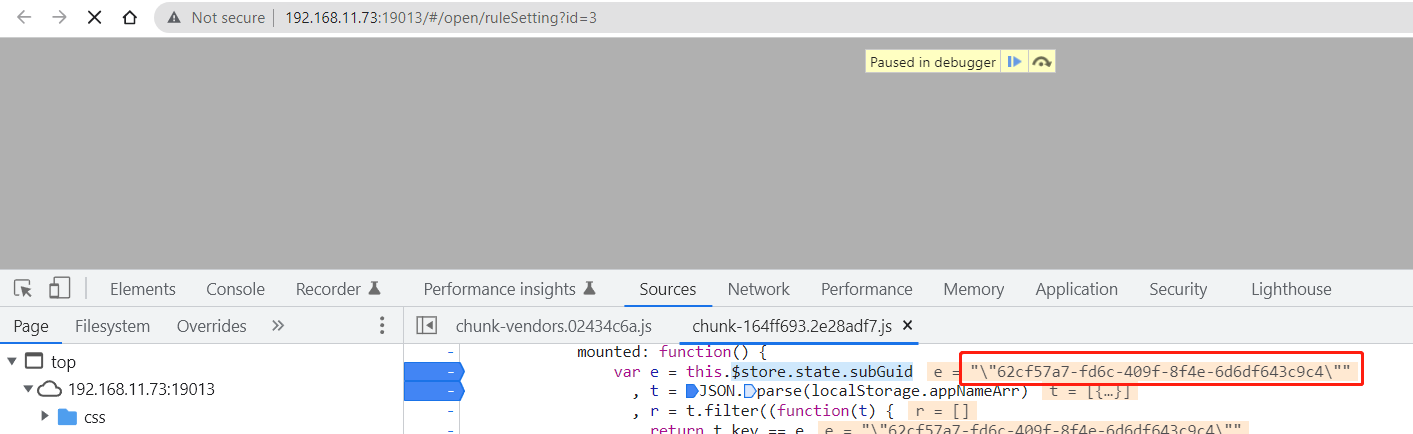 Not secure 192.168.11.73:19013/#/open/ruleSetting?id=3
Paused in debugger
Elements Console Recorder Performance insights Sources Network Performance Memory Application Security Lighthouse
Page Filesystem Overrides » chunk-vendors.02434c6a.js chunk-164ff693.2e28adf7.js ×
top
192.168.11.73:19013
css
- mounted: function() {
- var e = this.$store.state.subGuid e = "\"62cf57a7-fd6c-409f-8f4e-6d6df643c9c4\""
- , t = JSON.parse(localStorage.appNameArr) t = [{…}]
- , r = t.filter((function(t) { r = []
- return t.key == e e = "\"62cf57a7-fd6c-409f-8f4e-6d6df643c9c4\""